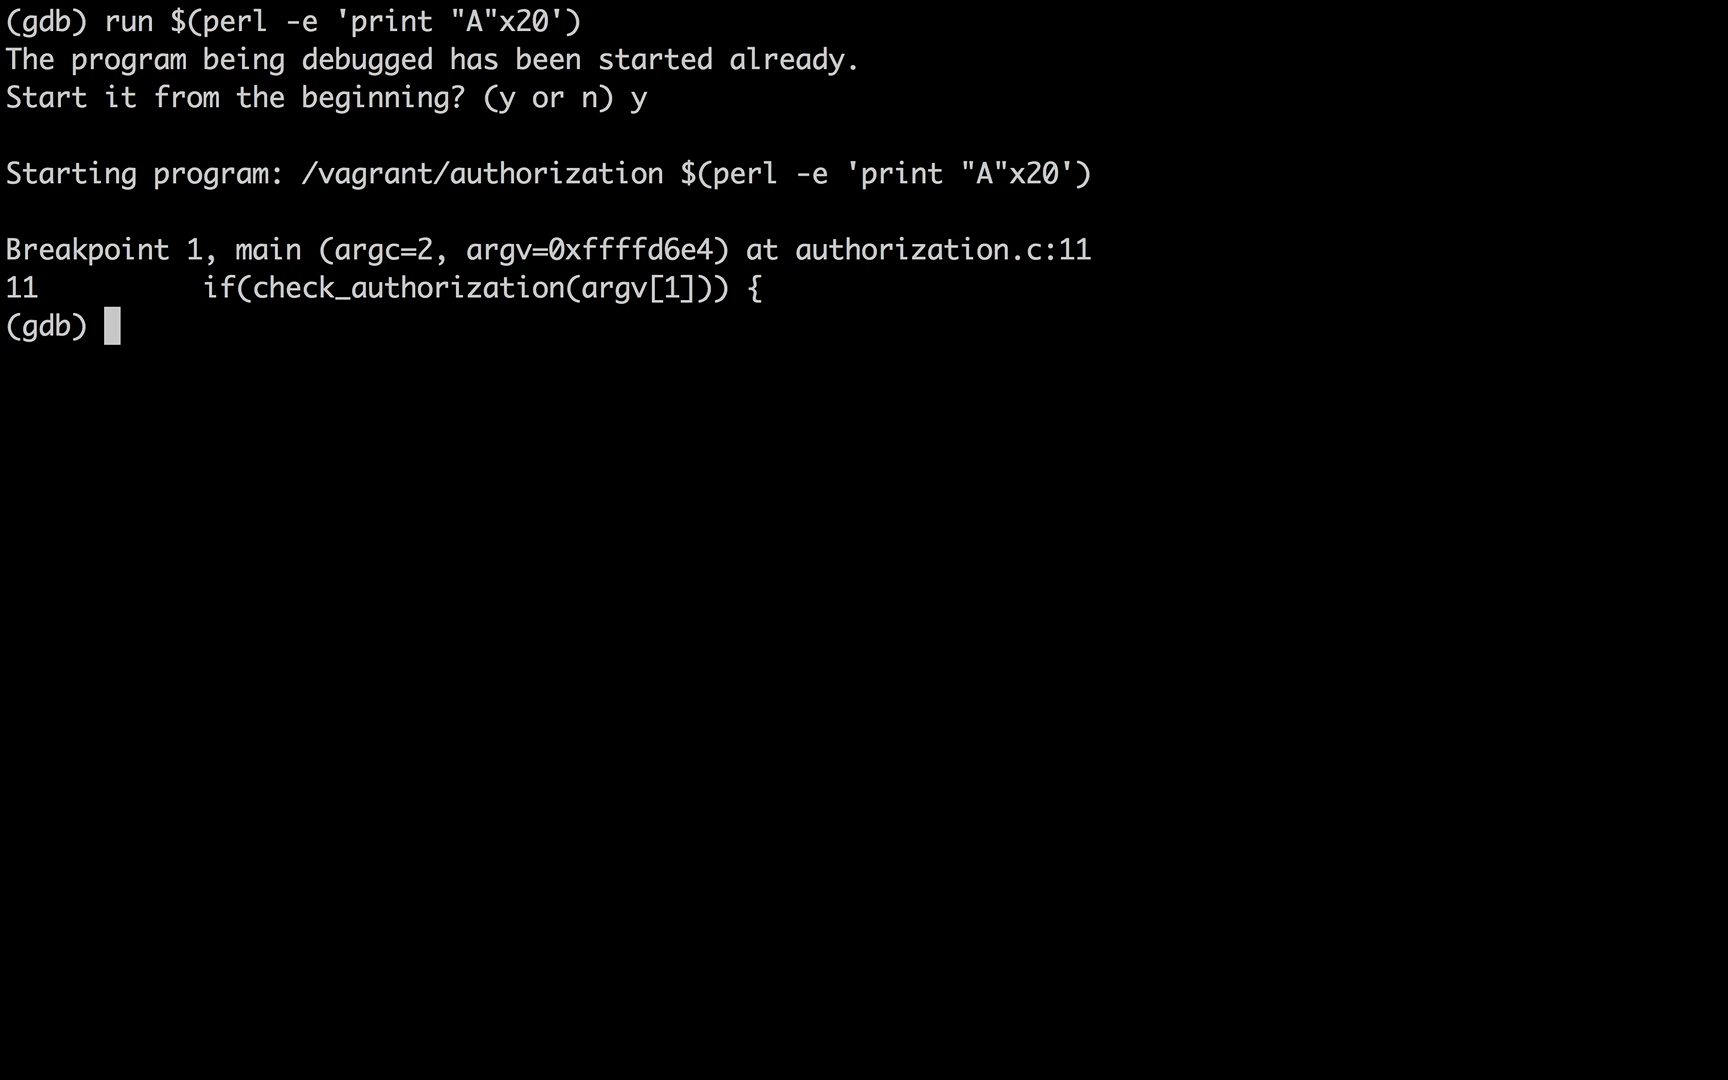 (gdb) run $(perl -e 'print "A"x20')
The program being debugged has been started already.
Start it from the beginning? (y or n) y
Starting program: /vagrant/authorization $(perl -e 'print "A"x20')
Breakpoint 1, main (argc=2, argv=0xffffd6e4) at authorization.c:11
11          if(check_authorization(argv[1])) {
(gdb)